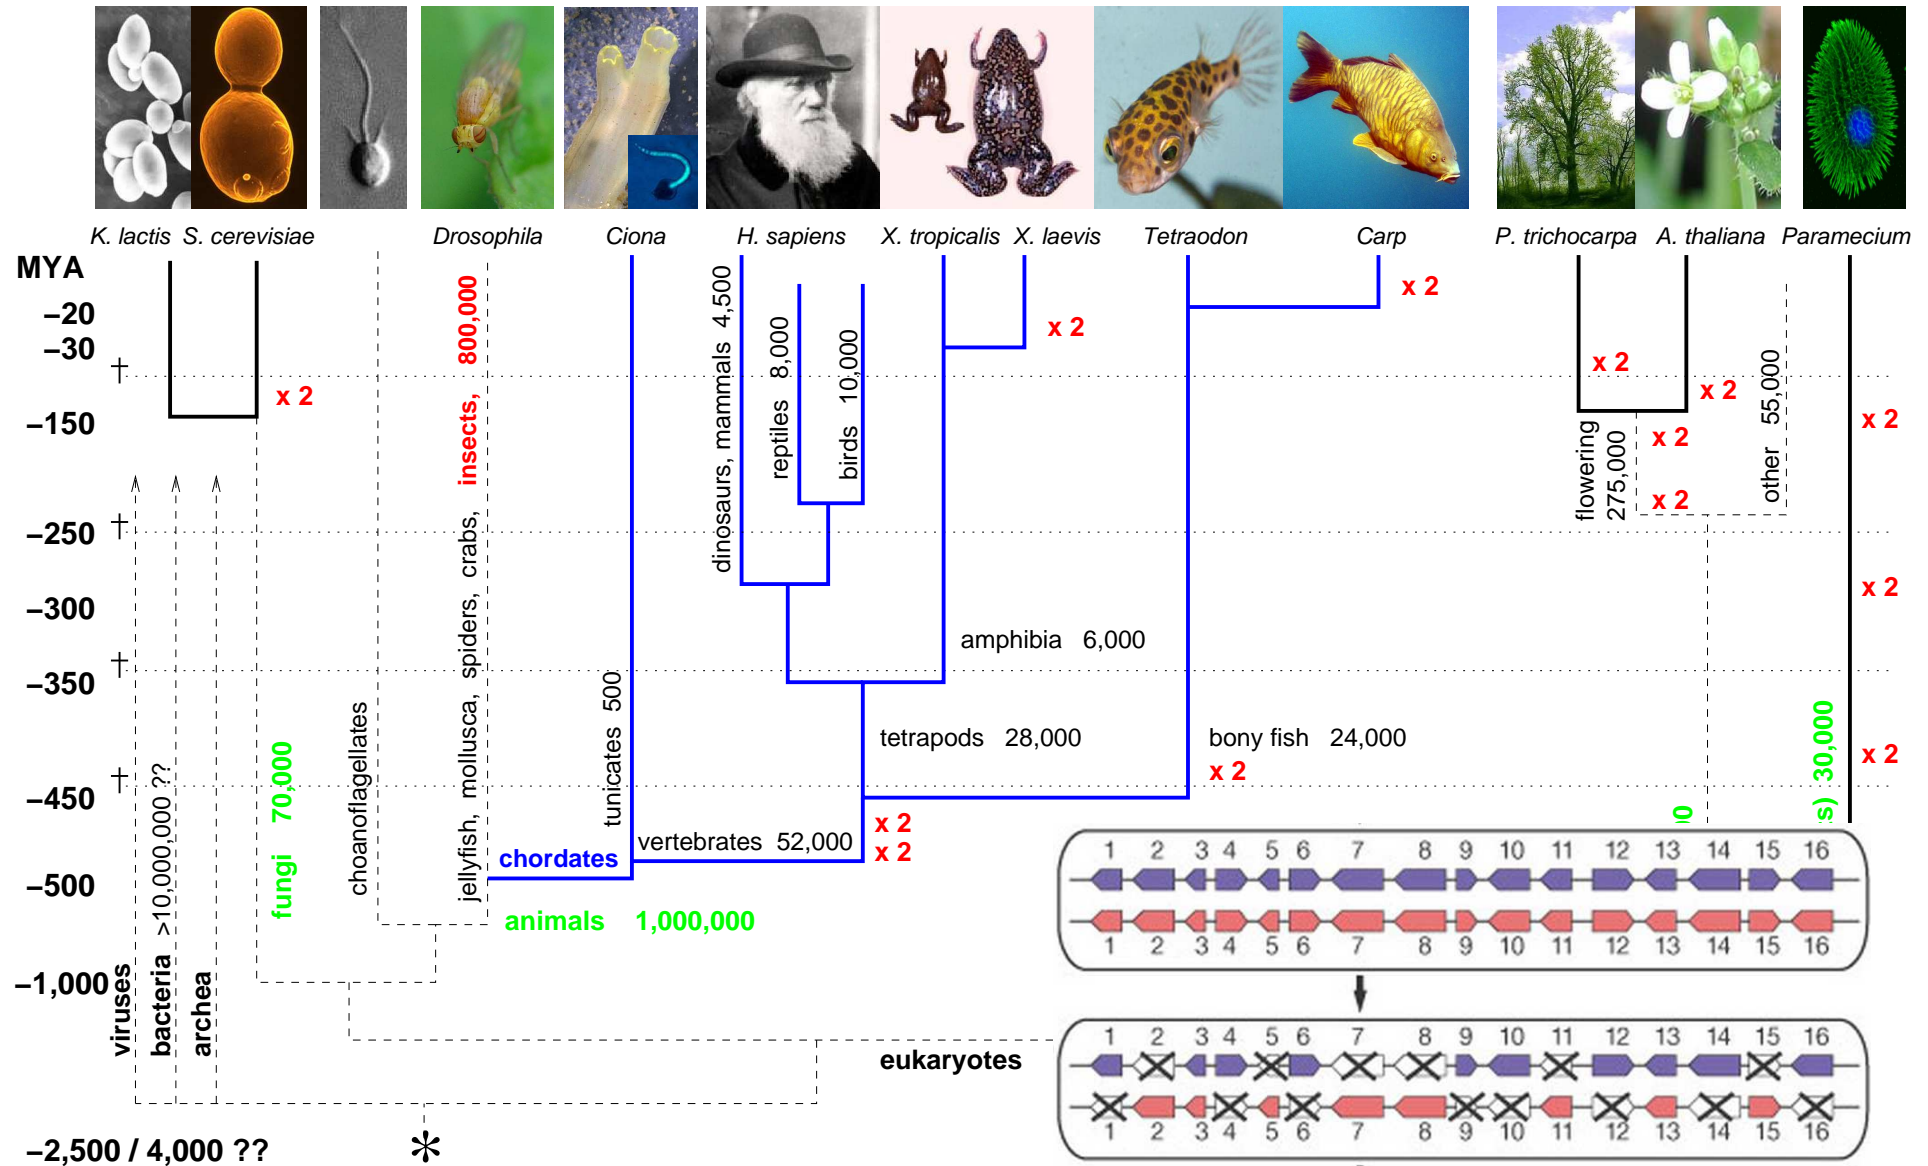 K. lactis S. cerevisiae Drosophila Ciona H. sapiens X. tropicalis X. laevis Tetraodon Carp P. trichocarpa A. thaliana Paramecium
MYA
−20
−30
−150
−250
−300
−350
−450
−500
−1,000
−2,500 / 4,000 ??
†
†
†
†
viruses
bacteria >10,000,000 ??
archea
x 2
fungi 70,000
choanoflagellates
jellyfish, mollusca, spiders, crabs, insects, 800,000
chordates
animals 1,000,000
tunicates 500
vertebrates 52,000
x 2
x 2
dinosaurs, mammals 4,500
reptiles 8,000
birds 10,000
x 2
amphibia 6,000
tetrapods 28,000
x 2
bony fish 24,000
x 2
x 2
x 2
x 2
x 2
flowering
275,000
other 55,000
x 2
x 2
x 2
s) 30,000
00
eukaryotes
*
1 2 3 4 5 6 7 8 9 10 11 12 13 14 15 16
1 2 3 4 5 6 7 8 9 10 11 12 13 14 15 16
1 2 3 4 5 6 7 8 9 10 11 12 13 14 15 16
1 2 3 4 5 6 7 8 9 10 11 12 13 14 15 16